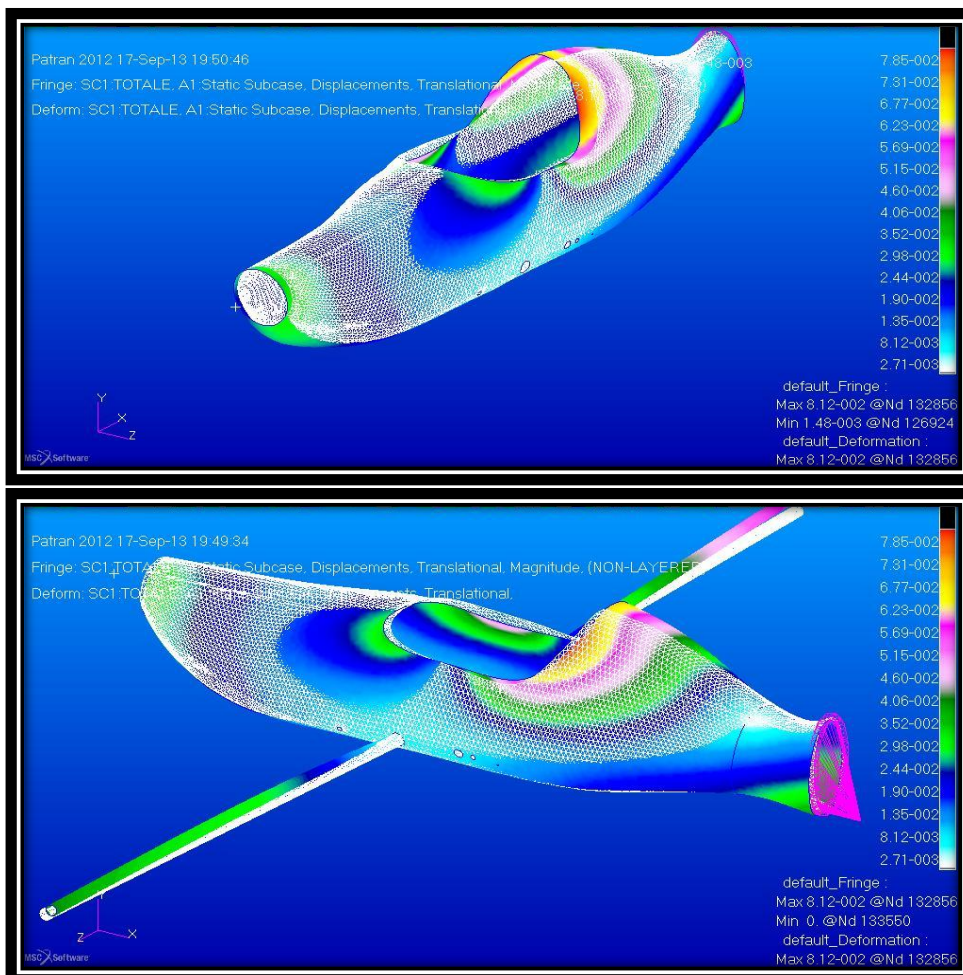 Patran 2012 17-Sep-13 19:50:46
Fringe: SC1:TOTALE, A1:Static Subcase, Displacements, Translational,
Deform: SC1:TOTALE, A1:Static Subcase, Displacements, Translational,
7.85-002
7.31-002
6.77-002
6.23-002
5.69-002
5.15-002
4.60-002
4.06-002
3.52-002
2.98-002
2.44-002
1.90-002
1.35-002
8.12-003
2.71-003
default_Fringe :
Max 8.12-002 @Nd 132856
Min 1.48-003 @Nd 126924
default_Deformation :
Max 8.12-002 @Nd 132856
Y
X
Z
MSC Software
Patran 2012 17-Sep-13 19:49:34
Fringe: SC1:TOTALE, A1:Static Subcase, Displacements, Translational, Magnitude, (NON-LAYERED)
Deform: SC1:TOTALE, Translational,
7.85-002
7.31-002
6.77-002
6.23-002
5.69-002
5.15-002
4.60-002
4.06-002
3.52-002
2.98-002
2.44-002
1.90-002
1.35-002
8.12-003
2.71-003
default_Fringe :
Max 8.12-002 @Nd 132856
Min 0. @Nd 133550
default_Deformation :
Max 8.12-002 @Nd 132856
Z
X
MSC Software